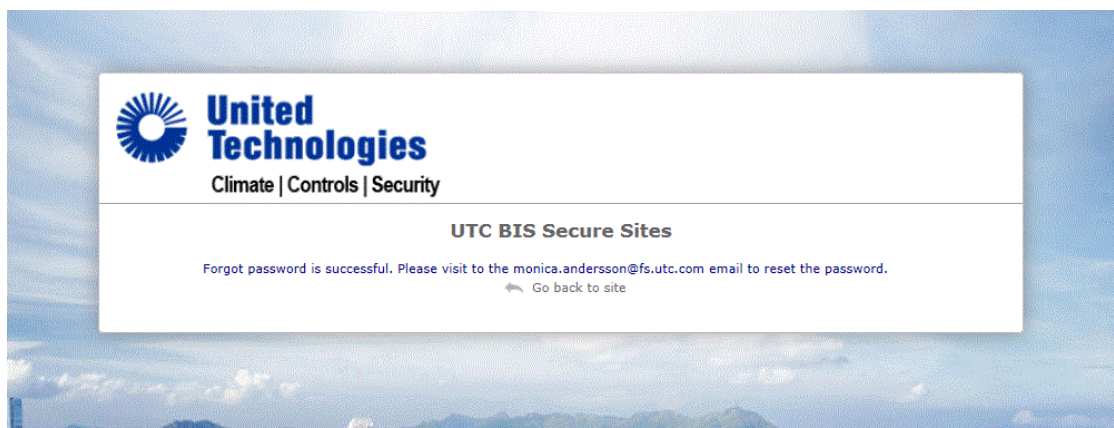 United
Technologies
Climate | Controls | Security
UTC BIS Secure Sites
Forgot password is successful. Please visit to the monica.andersson@fs.utc.com email to reset the password.
Go back to site